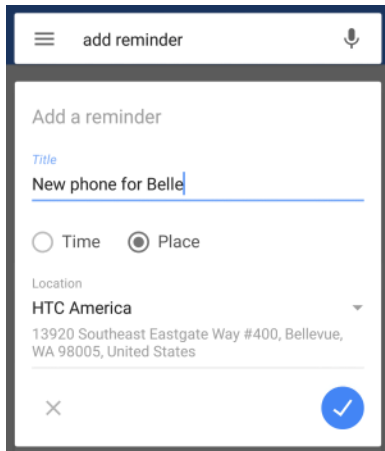 add reminder
Add a reminder
Title
New phone for Belle
Time Place
Location
HTC America
13920 Southeast Eastgate Way #400, Bellevue,
WA 98005, United States